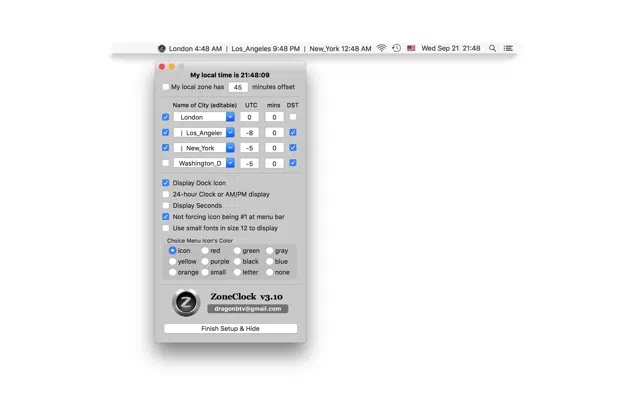 London 4:48 AM | Los_Angeles 9:48 PM | New_York 12:48 AM Wed Sep 21 21:48
My local time is 21:48:09
My local zone has 45 minutes offset
Name of City (editable) UTC mins DST
London 0 0
| Los_Angeles -8 0
| New_York -5 0
Washington_D -5 0
Display Dock Icon
24-hour Clock or AM/PM display
Display Seconds
Not forcing icon being #1 at menu bar
Use small fonts in size 12 to display
Choice Menu Icon's Color
icon red green gray
yellow purple black blue
orange small letter none
Z ZoneClock v3.10
dragonbtv@gmail.com
Finish Setup & Hide